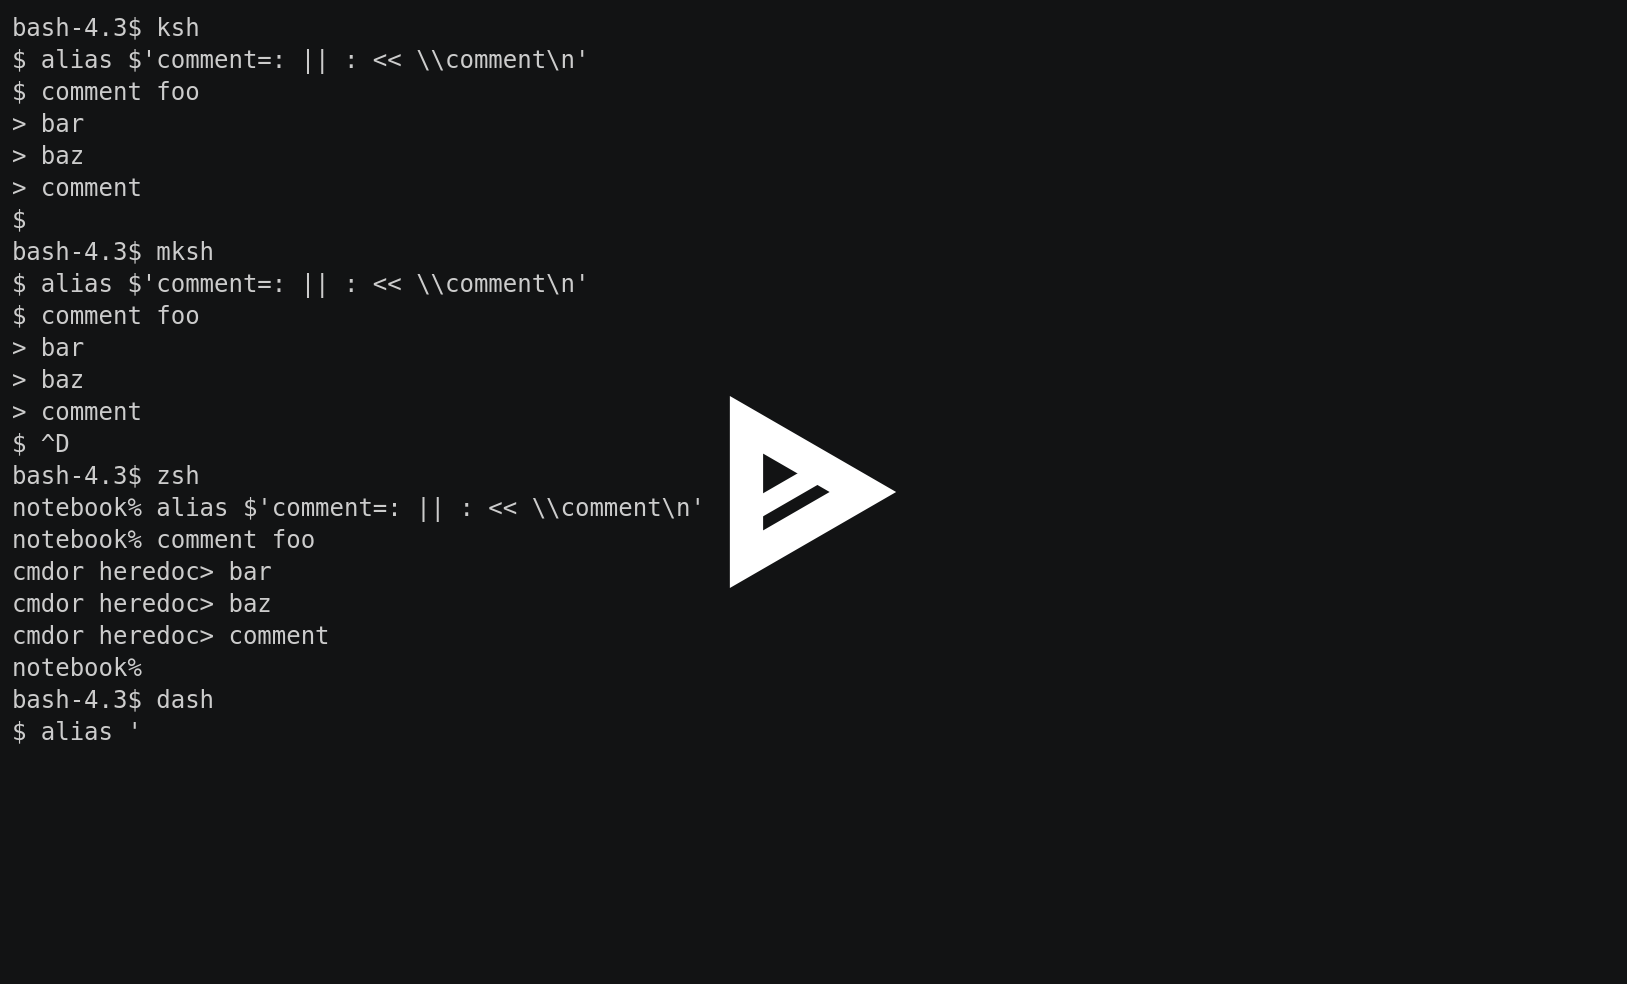 bash-4.3$ ksh
$ alias $'comment=: || : << \\comment\n'
$ comment foo
> bar
> baz
> comment
$
bash-4.3$ mksh
$ alias $'comment=: || : << \\comment\n'
$ comment foo
> bar
> baz
> comment
$ ^D
bash-4.3$ zsh
notebook% alias $'comment=: || : << \\comment\n'
notebook% comment foo
cmdor heredoc> bar
cmdor heredoc> baz
cmdor heredoc> comment
notebook%
bash-4.3$ dash
$ alias '